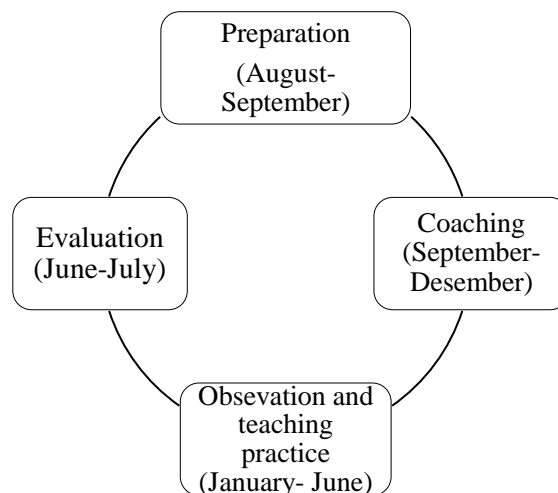 Preparation
(August-
September)
Coaching
(September-
Desember)
Obsevation and
teaching
practice
(January- June)
Evaluation
(June-July)